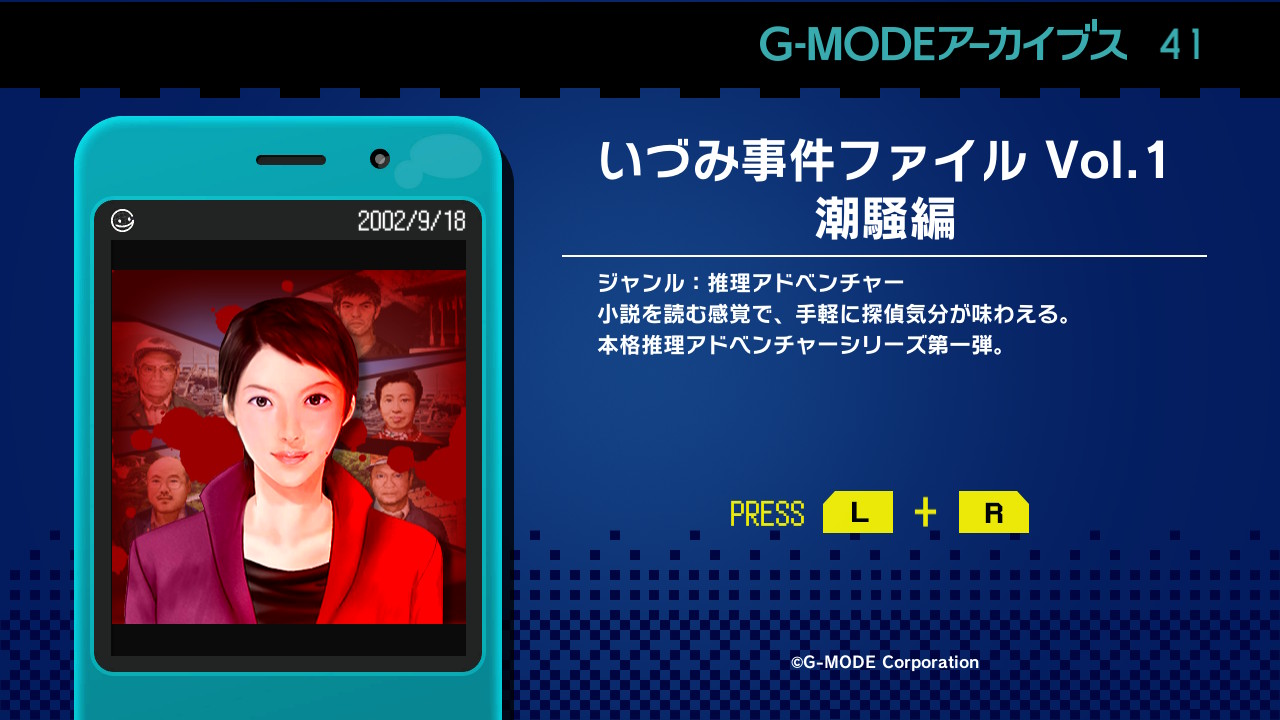 G-MODEアーカイブス 41
いづみ事件ファイル Vol.1
潮騒編
2002/9/18
ジャンル：推理アドベンチャー
小説を読む感覚で、手軽に探偵気分が味わえる。
本格推理アドベンチャーシリーズ第一弾。
PRESS L + R
©G-MODE Corporation